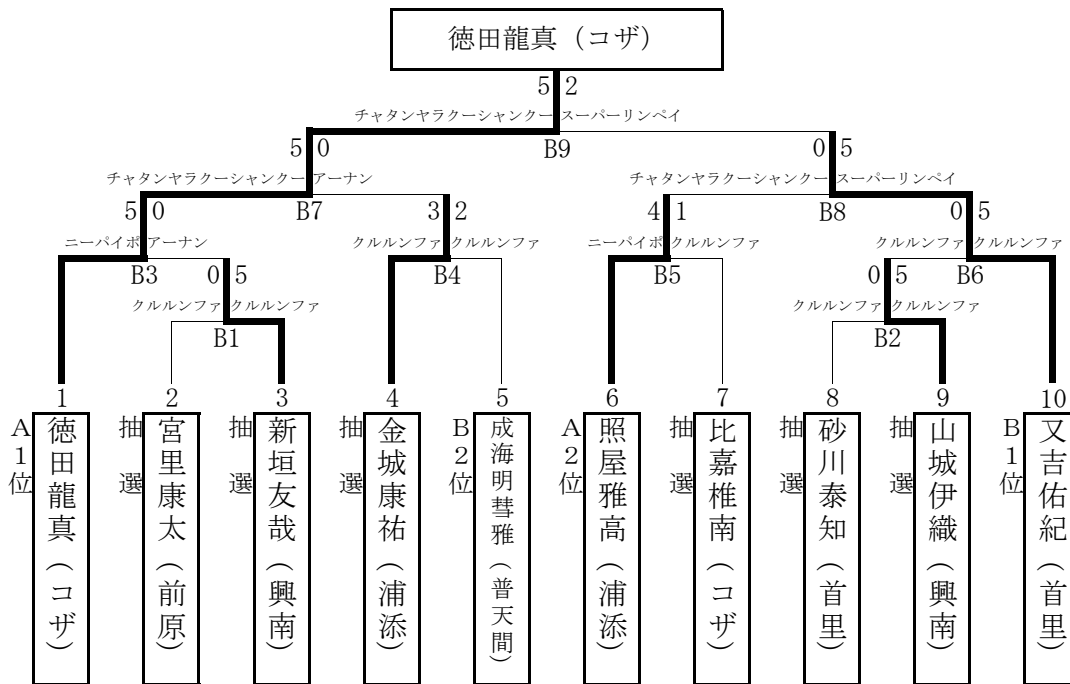 徳田龍真（コザ）
5 2
チャタンヤラクーシャンクー スーパーリンペイ
B9
5 0
0 5
チャタンヤラクーシャンクー アーナン
チャタンヤラクーシャンクー スーパーリンペイ
B7
B8
5 0
3 2
4 1
0 5
ニーパイポ アーナン
クルルンファ クルルンファ
ニーパイポ クルルンファ
クルルンファ クルルンファ
B3
B4
B5
B6
0 5
0 5
クルルンファ クルルンファ
クルルンファ クルルンファ
B1
B2
1
A1位
徳田龍真（コザ）
2
抽選
宮里康太（前原）
3
抽選
新垣友哉（興南）
4
抽選
金城康祐（浦添）
5
B2位
成海明彗雅（普天間）
6
A2位
照屋雅高（浦添）
7
抽選
比嘉椎南（コザ）
8
抽選
砂川泰知（首里）
9
抽選
山城伊織（興南）
10
B1位
又吉佑紀（首里）